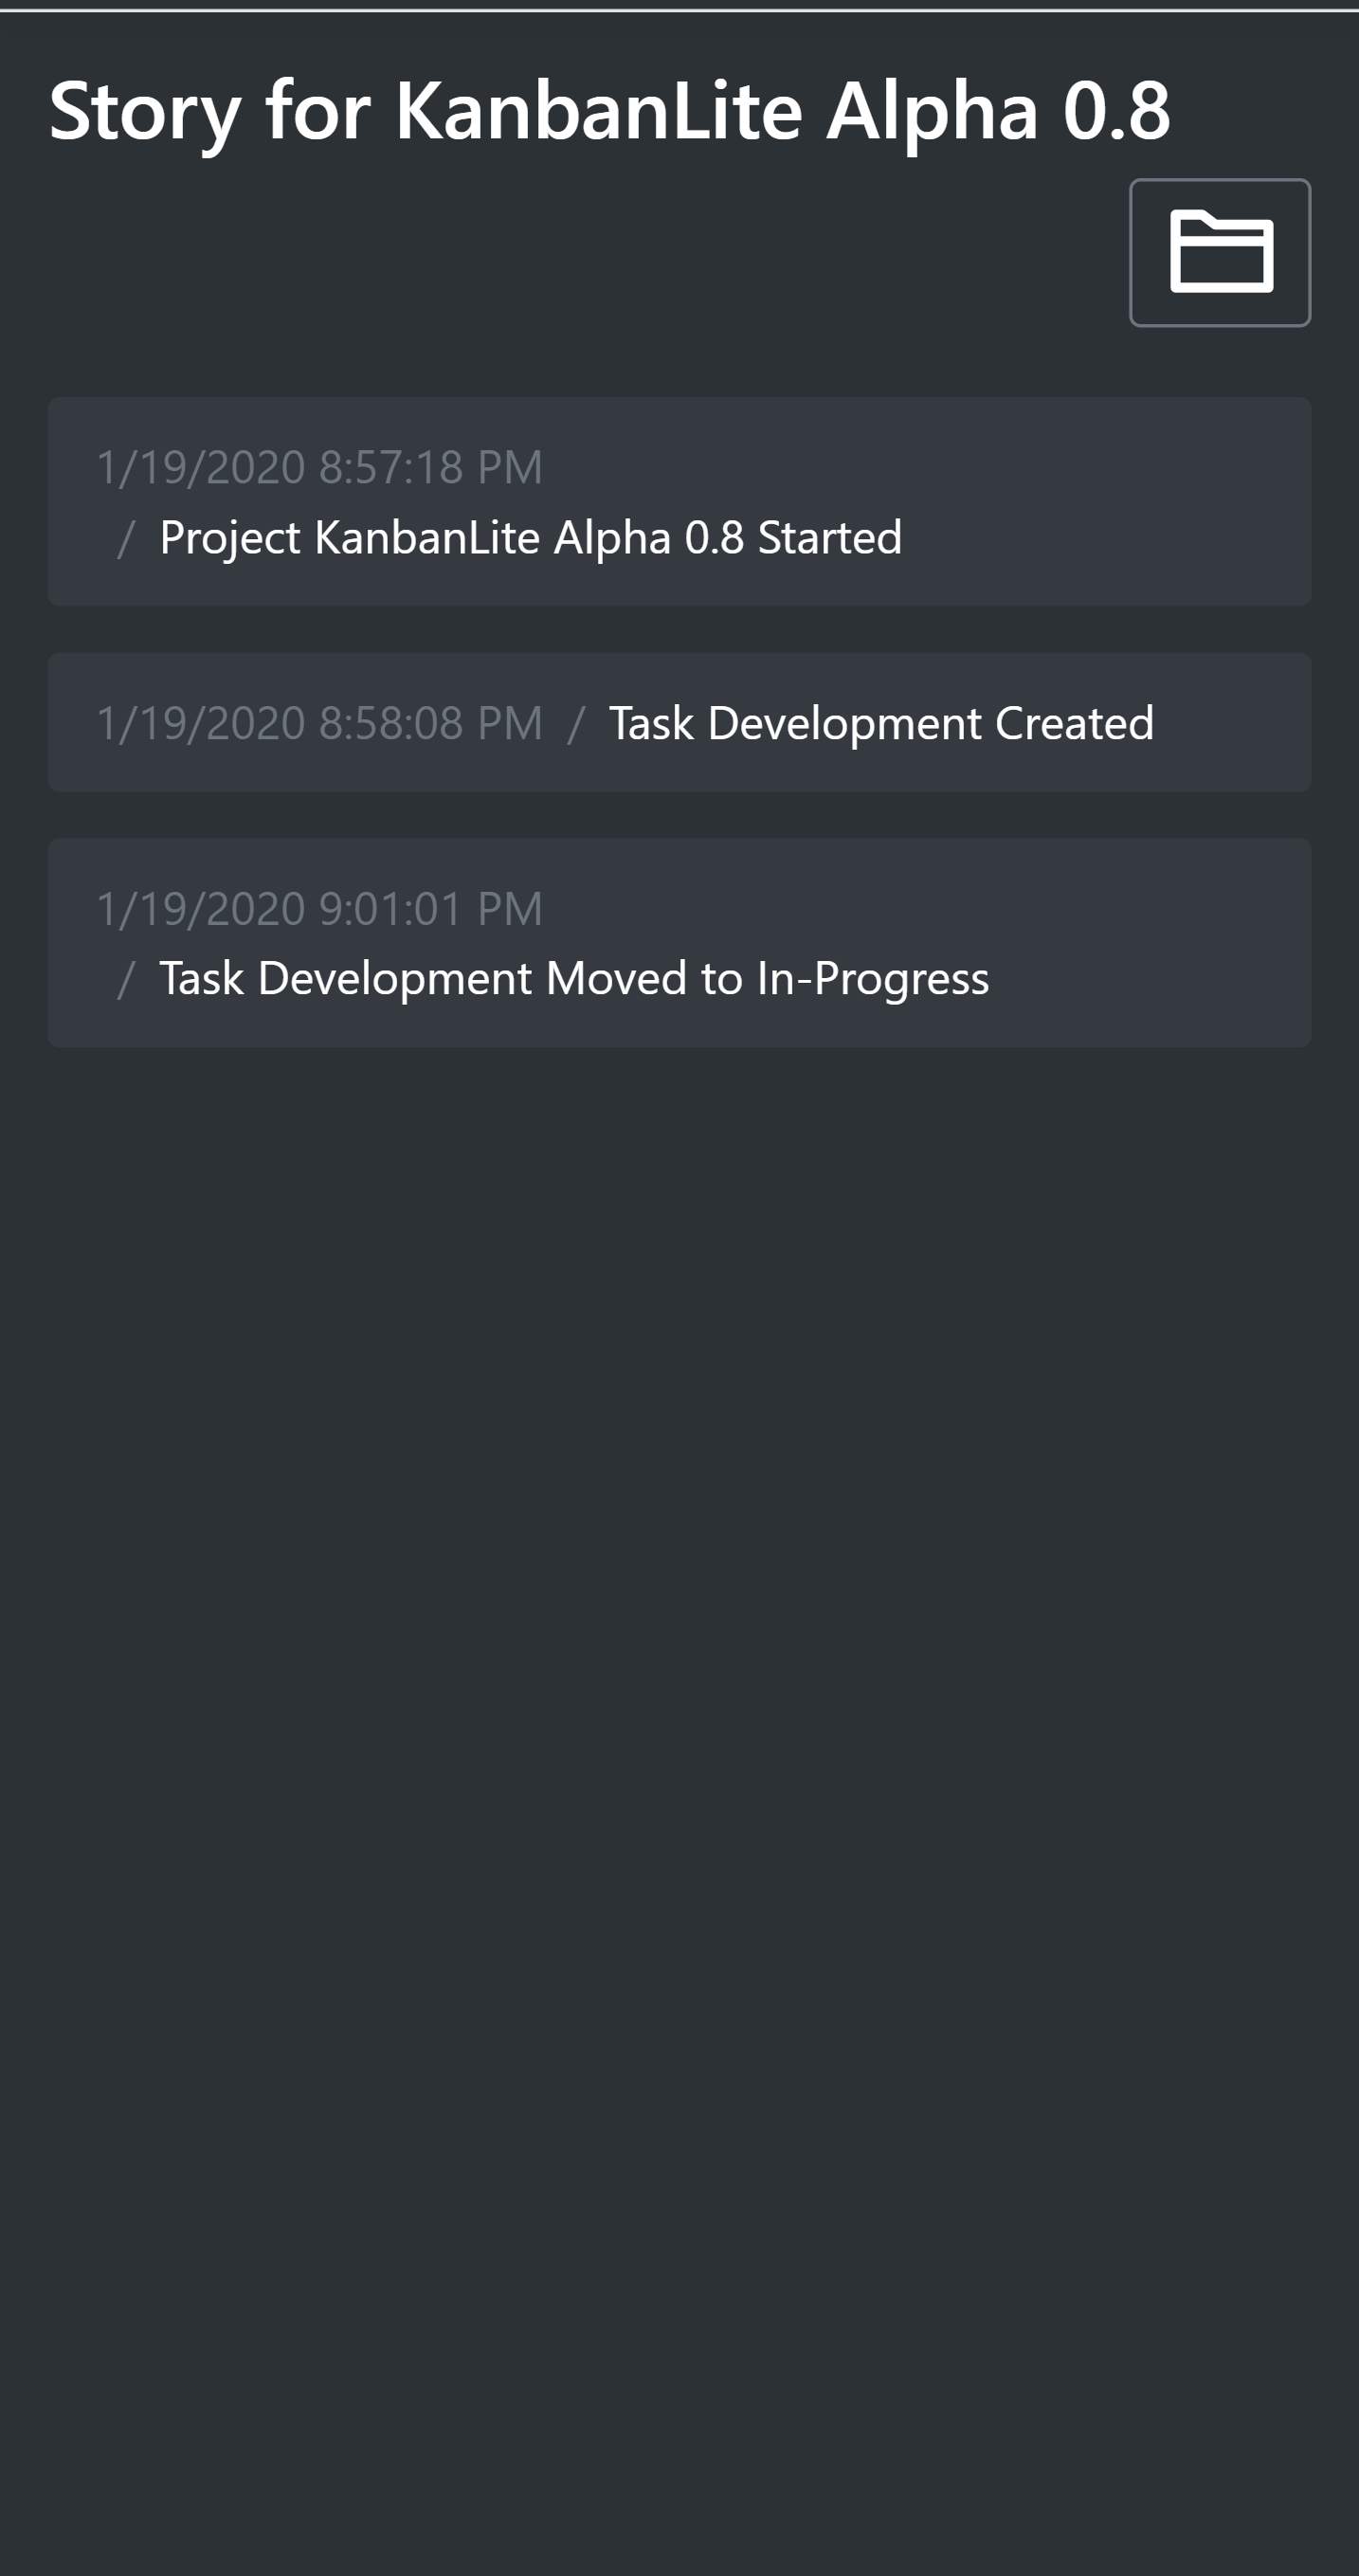 Story for KanbanLite Alpha 0.8
1/19/2020 8:57:18 PM
/ Project KanbanLite Alpha 0.8 Started
1/19/2020 8:58:08 PM / Task Development Created
1/19/2020 9:01:01 PM
/ Task Development Moved to In-Progress